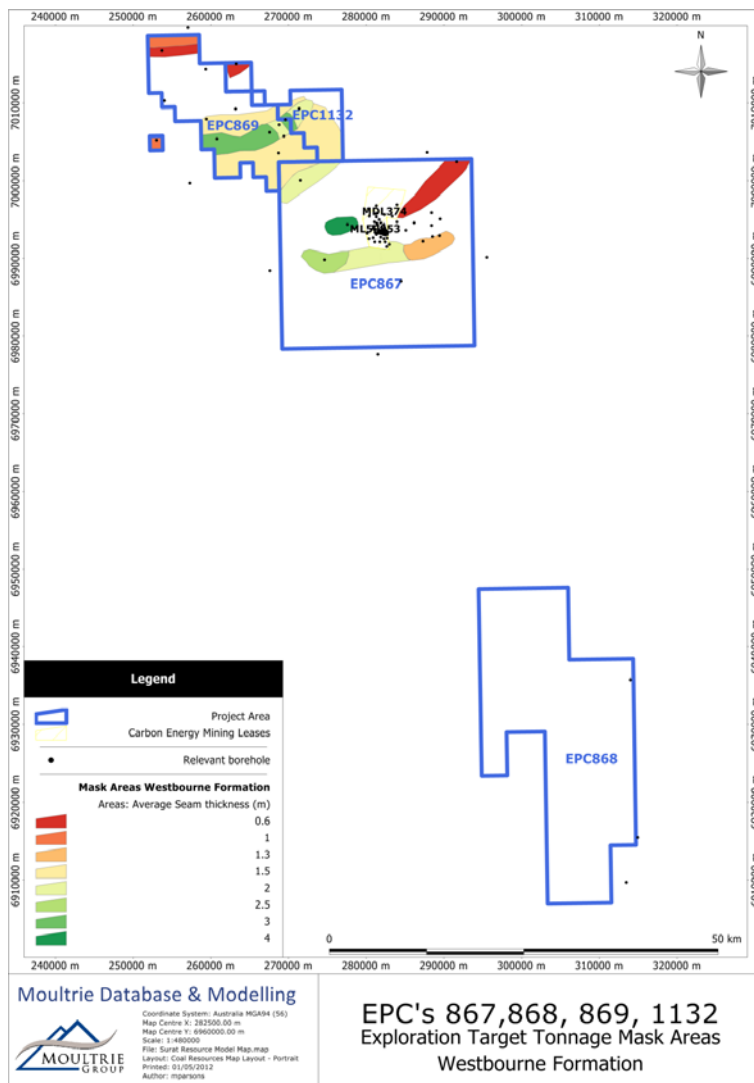 240000 m 250000 m 260000 m 270000 m 280000 m 290000 m 300000 m 310000 m 320000 m
N
7010000 m
7000000 m
6990000 m
6980000 m
6970000 m
6960000 m
6950000 m
6940000 m
6930000 m
6920000 m
6910000 m
EPC869
EPC1132
MDL374
EPC867
EPC868
Legend
Project Area
Carbon Energy Mining Leases
Relevant borehole
Mask Areas Westbourne Formation
Areas: Average Seam thickness (m)
0.6
1
1.3
1.5
2
2.5
3
4
0 50 km
240000 m 250000 m 260000 m 270000 m 280000 m 290000 m 300000 m 310000 m 320000 m
Moultrie Database & Modelling
MOULTRIE
GROUP
Coordinate System: Australia MGA94 (56)
Map Centre X: 282500.00 m
Map Centre Y: 6960000.00 m
Scale: 1:480000
File: Surat Resource Model Map.map
Layout: Coal Resources Map Layout - Portrait
Printed: 01/05/2012
Author: mparsons
EPC's 867,868, 869, 1132
Exploration Target Tonnage Mask Areas
Westbourne Formation